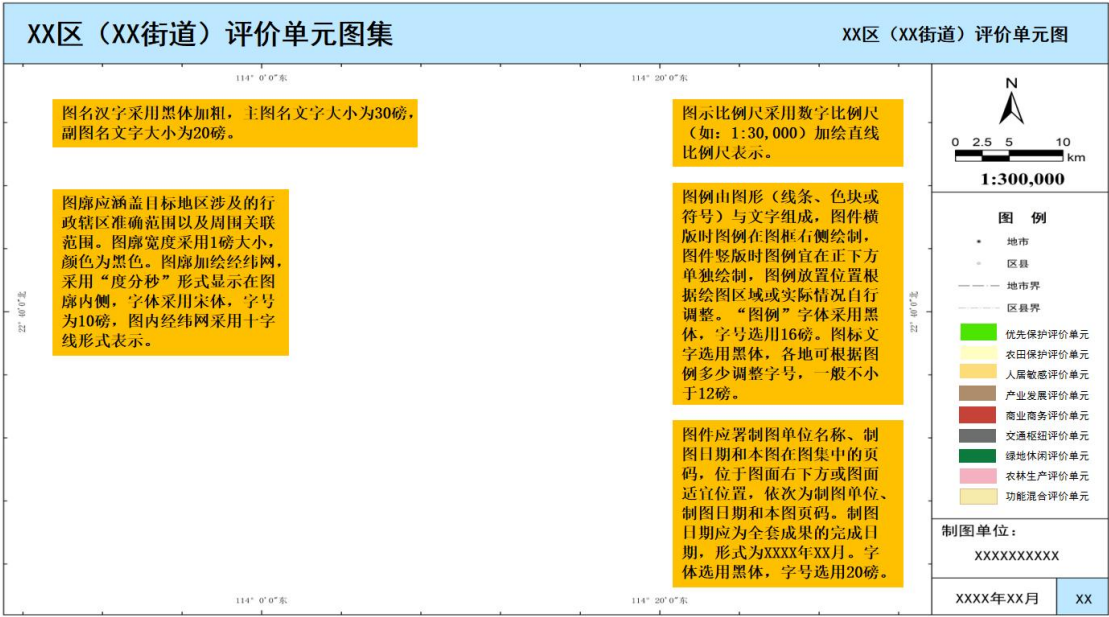 XX区（XX街道）评价单元图集
XX区（XX街道）评价单元图
114° 0′0″东
114° 20′0″东
图名汉字采用黑体加粗，主图名文字大小为30磅，
副图名文字大小为20磅。
图廓应涵盖目标地区涉及的行
政辖区准确范围以及周围关联
范围。图廓宽度采用1磅大小，
颜色为黑色。图廓加绘经纬网，
采用“度分秒”形式显示在图
廓内侧，字体采用宋体，字号
为10磅，图内经纬网采用十字
线形式表示。
22° 40′0″北
图示比例尺采用数字比例尺
（如：1:30,000）加绘直线
比例尺表示。
图例由图形（线条、色块或
符号）与文字组成，图件横
版时图例在图框右侧绘制，
图件竖版时图例宜在正下方
单独绘制，图例放置位置根
据绘图区域或实际情况自行
调整。“图例”字体采用黑
体，字号选用16磅。图标文
字选用黑体，各地可根据图
例多少调整字号，一般不小
于12磅。
图件应署制图单位名称、制
图日期和本图在图集中的页
码，位于图面右下方或图面
适宜位置，依次为制图单位、
制图日期和本图页码。制图
日期应为全套成果的完成日
期，形式为XXXX年XX月。字
体选用黑体，字号选用20磅。
22° 40′0″北
114° 0′0″东
114° 20′0″东
N
0 2.5 5 10
km
1:300,000
图 例
地市
区县
地市界
区县界
优先保护评价单元
农田保护评价单元
人居敏感评价单元
产业发展评价单元
商业商务评价单元
交通枢纽评价单元
绿地休闲评价单元
农林生产评价单元
功能混合评价单元
制图单位：
XXXXXXXXXX
XXXX年XX月
XX